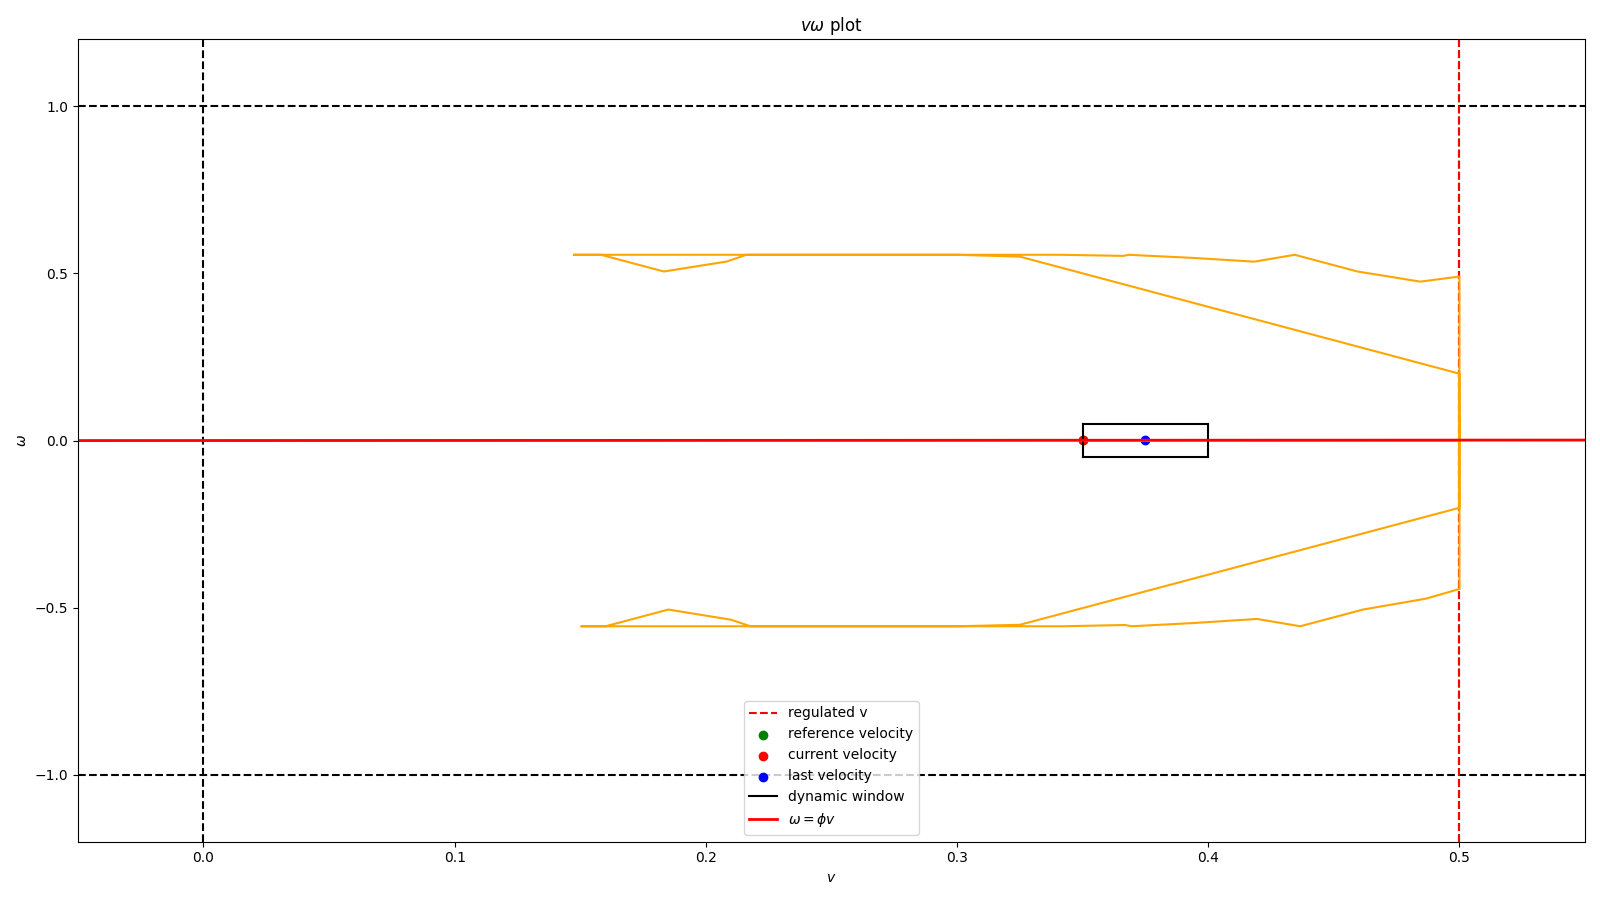 vω plot
1.0
0.5
0.0
−0.5
−1.0
ω
regulated v
reference velocity
current velocity
last velocity
dynamic window
ω = ϕv
0.0 0.1 0.2 0.3 0.4 0.5
v